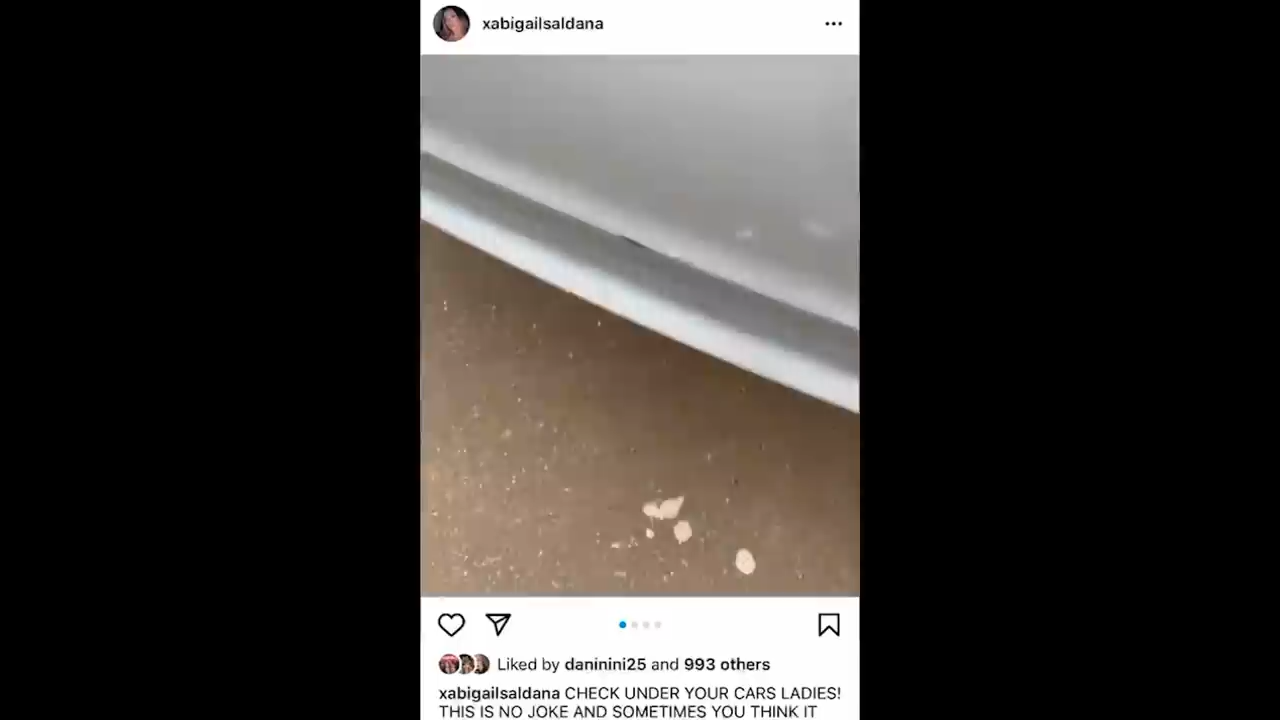 xabigailsaldana
Liked by daninini25 and 993 others
xabigailsaldana CHECK UNDER YOUR CARS LADIES!
THIS IS NO JOKE AND SOMETIMES YOU THINK IT